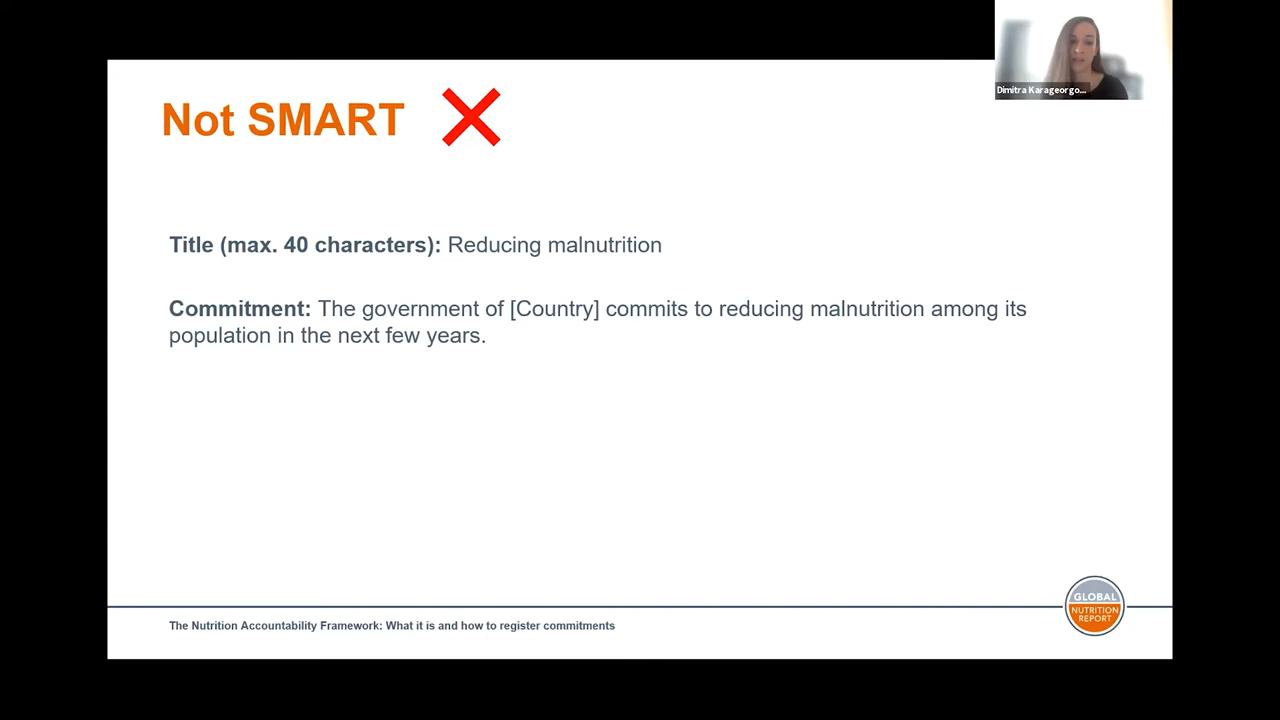 Dimitra Karageorgo...
Not SMART
Title (max. 40 characters): Reducing malnutrition
Commitment: The government of [Country] commits to reducing malnutrition among its
population in the next few years.
GLOBAL
NUTRITION
REPORT
The Nutrition Accountability Framework: What it is and how to register commitments